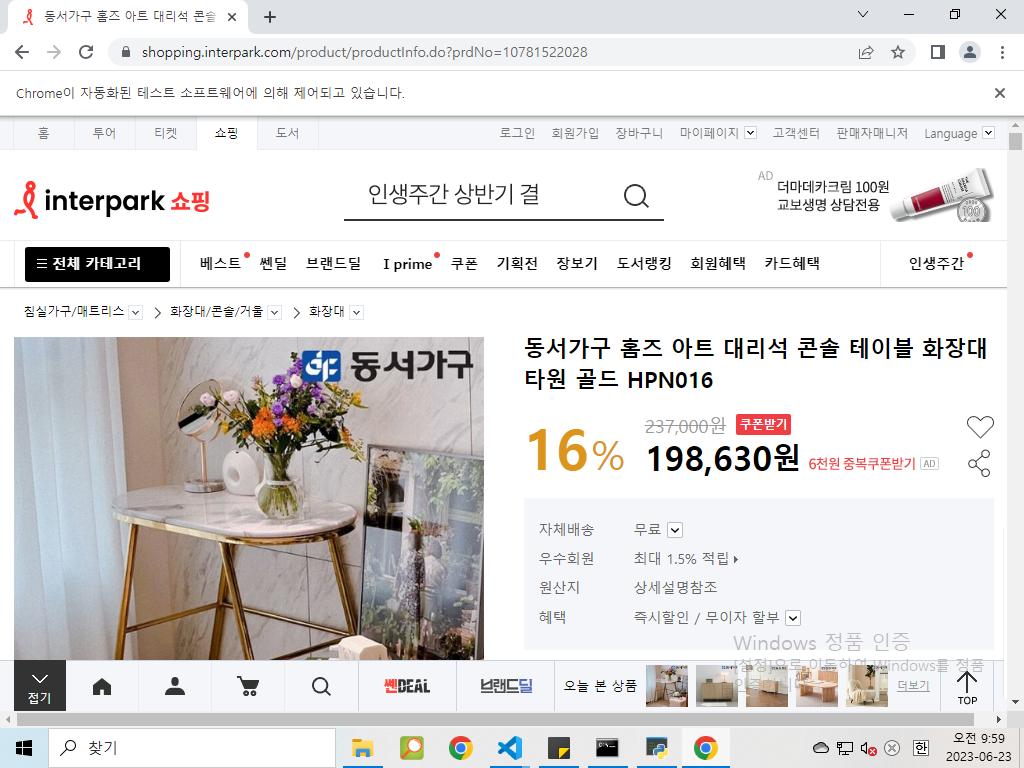 동서가구 홈즈 아트 대리석 콘솔
shopping.interpark.com/product/productInfo.do?prdNo=10781522028
Chrome이 자동화된 테스트 소프트웨어에 의해 제어되고 있습니다.
홈 투어 티켓 쇼핑 도서 로그인 회원가입 장바구니 마이페이지 고객센터 판매자매니저 Language
interpark 쇼핑
인생주간 상반기 결
AD
더마데카크림 100원
교보생명 상담전용
전체 카테고리 베스트 쎈딜 브랜드딜 I prime 쿠폰 기획전 장보기 도서랭킹 회원혜택 카드혜택 인생주간
침실가구/매트리스 화장대/콘솔/거울 화장대
동서가구
동서가구 홈즈 아트 대리석 콘솔 테이블 화장대
타원 골드 HPN016
16% 237,000원 쿠폰받기
198,630원 6천원 중복쿠폰받기 AD
자체배송 무료
우수회원 최대 1.5% 적립
원산지 상세설명참조
혜택 즉시할인 / 무이자 할부
Windows 정품 인증
[설정]으로 이동하여 Windows를 정품
접기 쎈DEAL 브랜드딜 오늘 본 상품 더보기 TOP
찾기
한
오전 9:59
2023-06-23